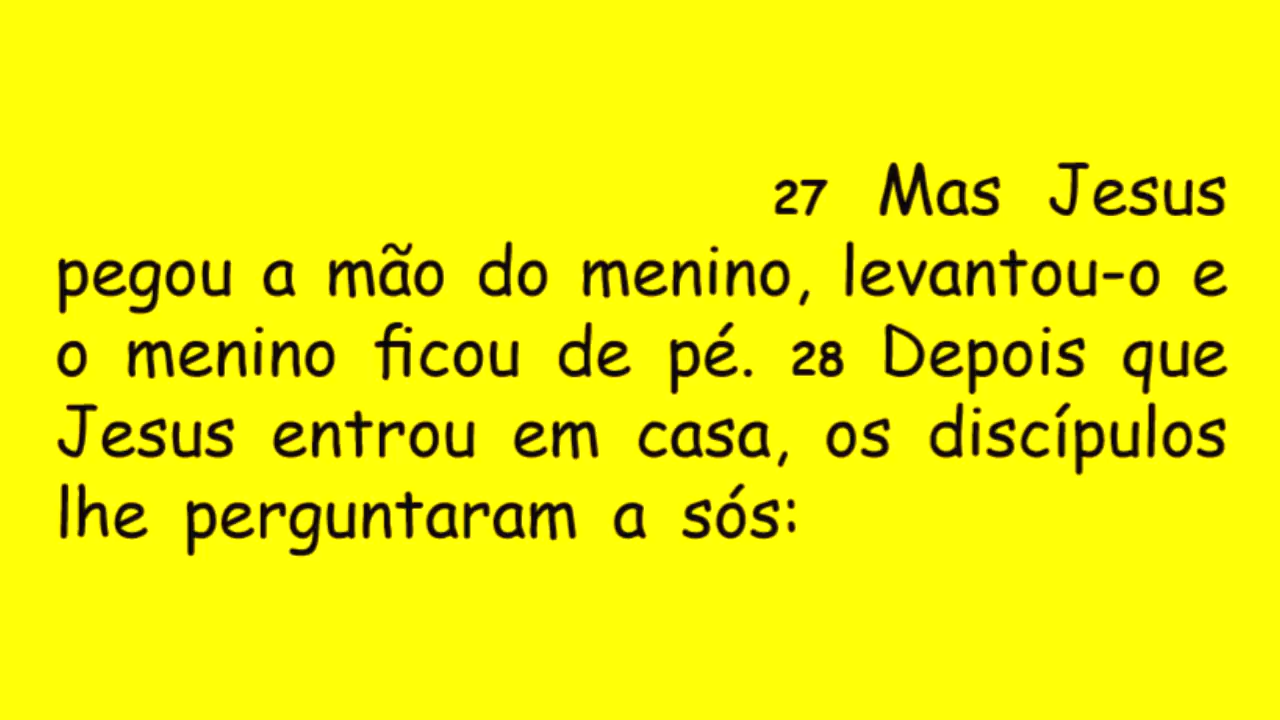 27 Mas Jesus
pegou a mão do menino, levantou-o e
o menino ficou de pé. 28 Depois que
Jesus entrou em casa, os discípulos
lhe perguntaram a sós: